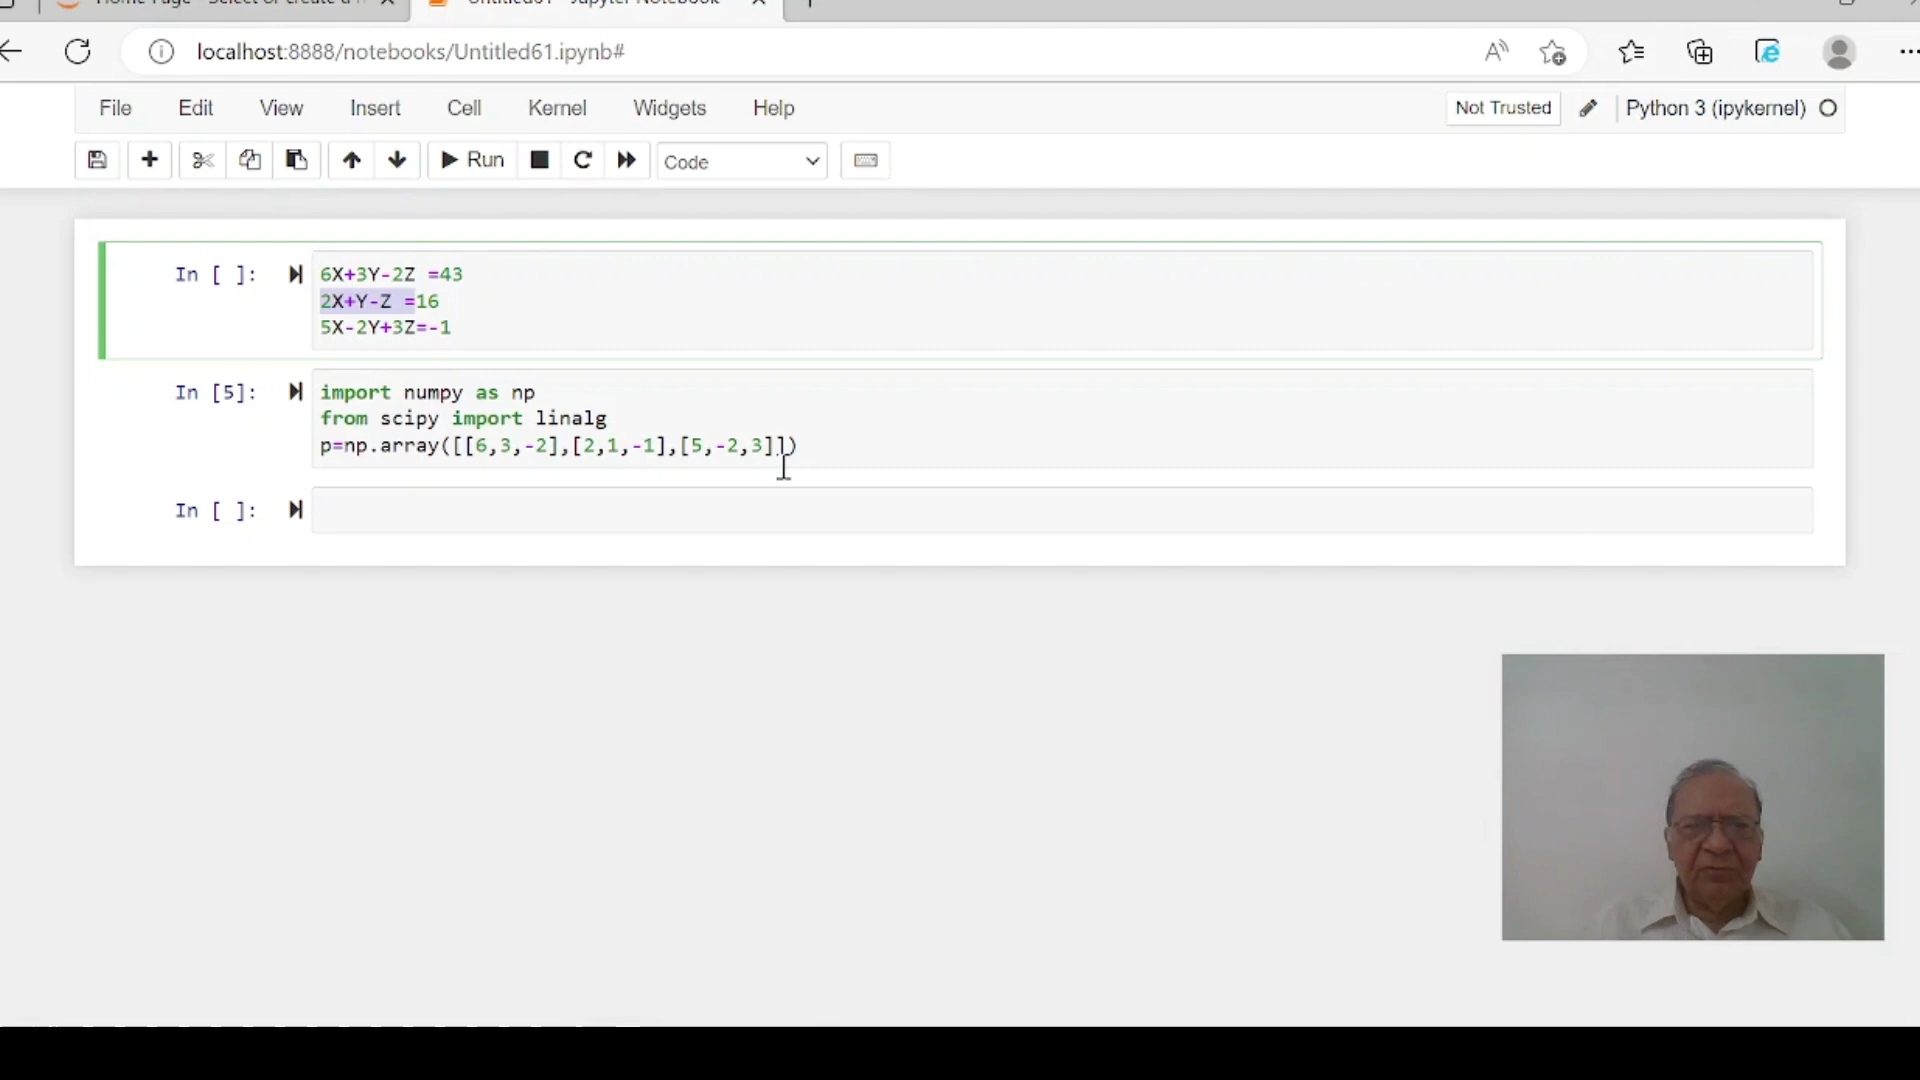 localhost:8888/notebooks/Untitled61.ipynb#
File Edit View Insert Cell Kernel Widgets Help
Not Trusted Python 3 (ipykernel)
Run Code
In [ ]: 6X+3Y-2Z =43
2X+Y-Z =16
5X-2Y+3Z=-1
In [5]: import numpy as np
from scipy import linalg
p=np.array([[6,3,-2],[2,1,-1],[5,-2,3]])
In [ ]: